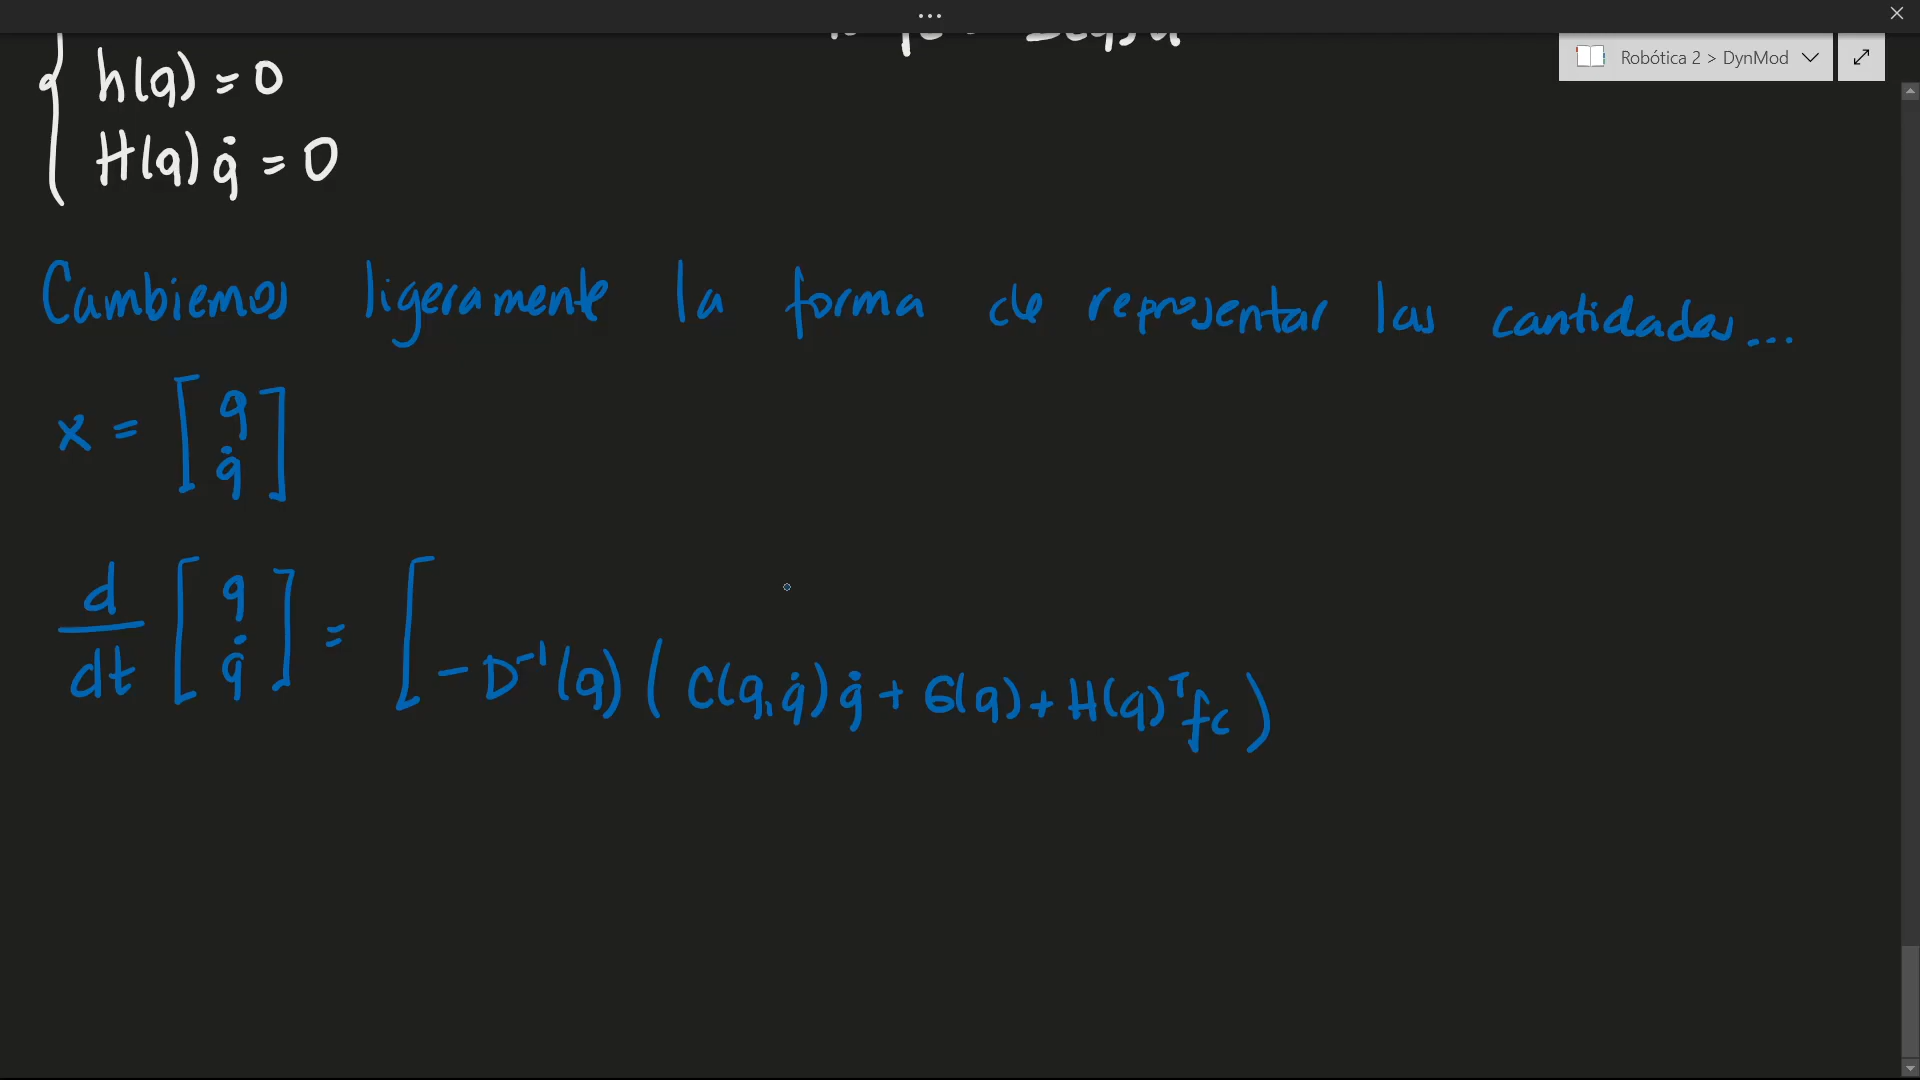 Robótica 2 > DynMod
h(q) = 0
H(q) q̇ = 0
Cambiemos ligeramente la forma de representar las cantidades...
x = [ q
q̇ ]
d/dt [ q
q̇ ] = [
- D⁻¹(q) ( C(q, q̇) q̇ + G(q) + H(q)ᵀ fc )